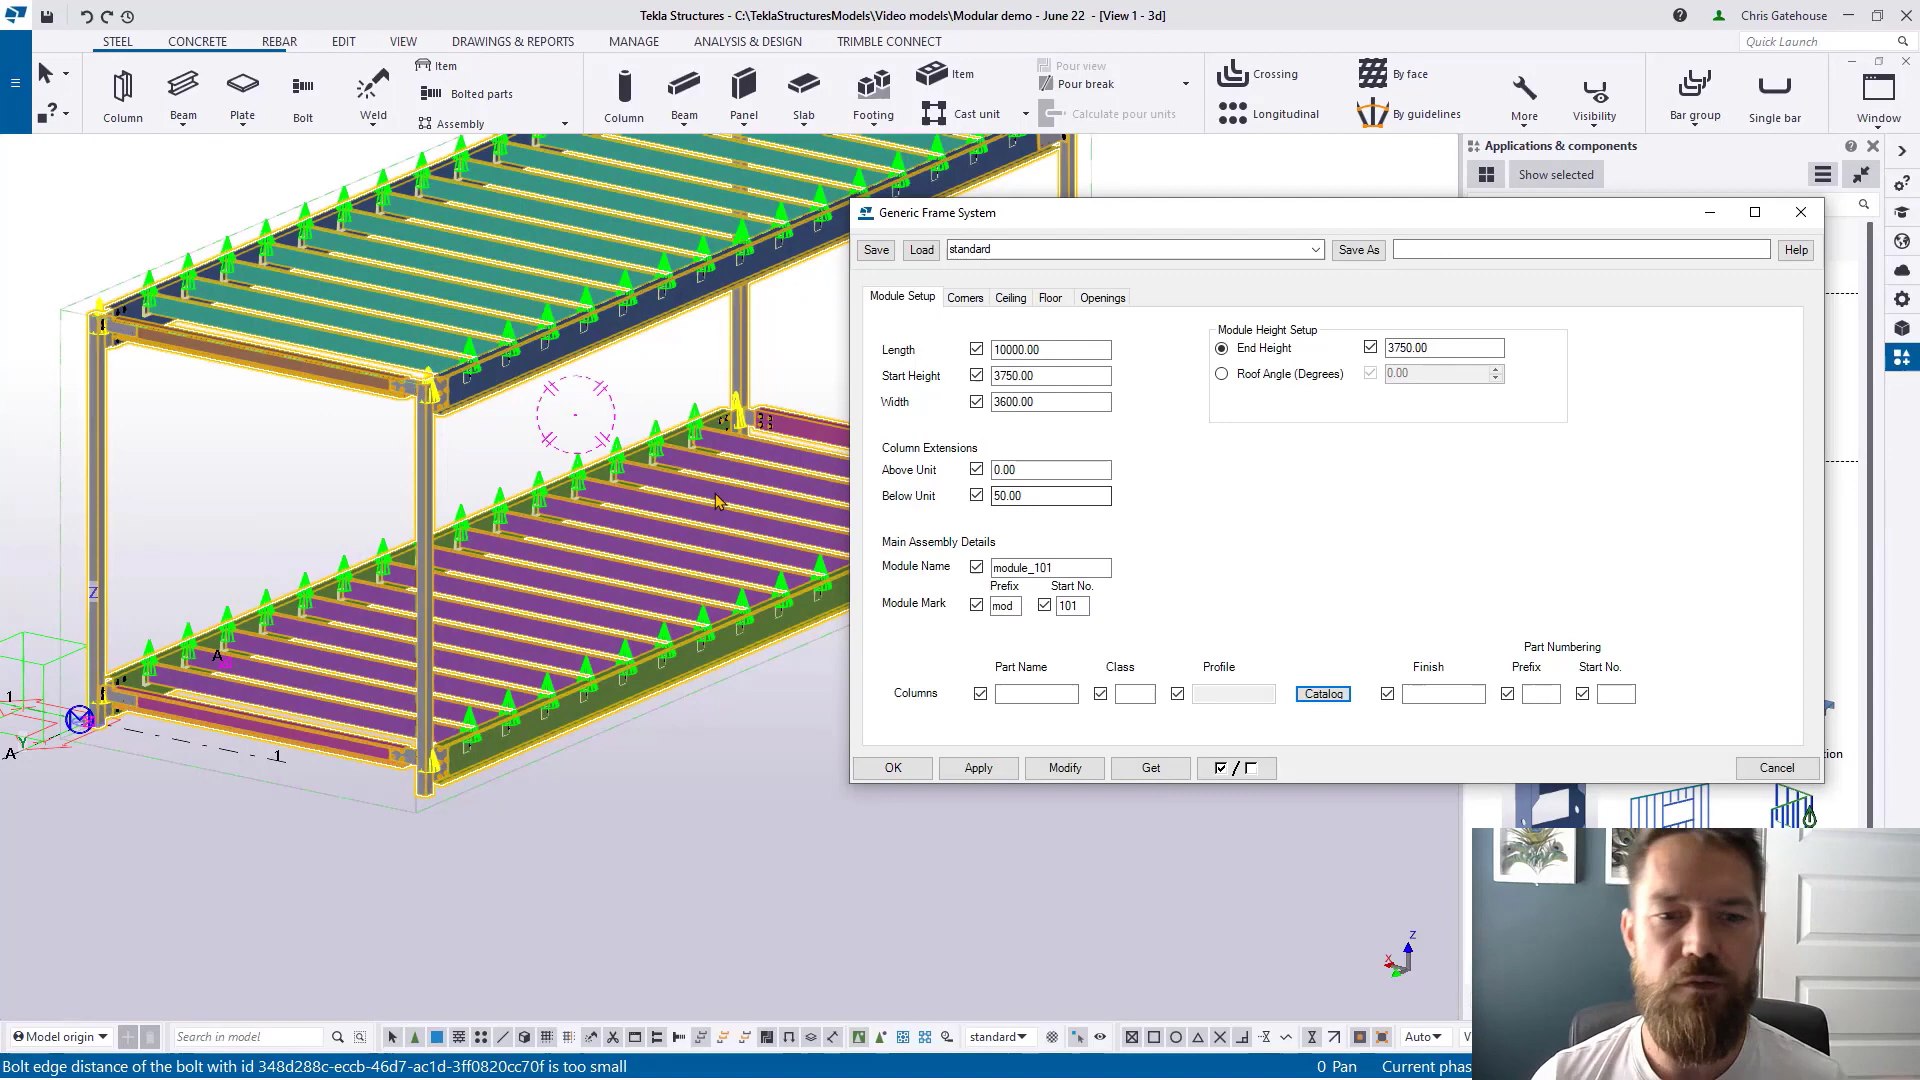 Tekla Structures - C:\TeklaStructuresModels\Video models\Modular demo - June 22 - [View 1 - 3d]
Chris Gatehouse
STEEL CONCRETE REBAR EDIT VIEW DRAWINGS & REPORTS MANAGE ANALYSIS & DESIGN TRIMBLE CONNECT
Quick Launch
Column Beam Plate Bolt Weld
Item
Bolted parts
Assembly
Column Beam Panel Slab Footing
Item
Cast unit
Pour view
Pour break
Calculate pour units
Crossing
Longitudinal
By face
By guidelines
More Visibility Bar group Single bar Window
Applications & components
Show selected
Generic Frame System
Save Load standard Save As Help
Module Setup Corners Ceiling Floor Openings
Length 10000.00
Start Height 3750.00
Width 3600.00
Module Height Setup
End Height 3750.00
Roof Angle (Degrees) 0.00
Column Extensions
Above Unit 0.00
Below Unit 50.00
Main Assembly Details
Module Name module_101
Prefix Start No.
Module Mark mod 101
Part Numbering
Part Name Class Profile Finish Prefix Start No.
Columns Catalog
OK Apply Modify Get / Cancel
Z
A
1
Y
A
1
Z
X
Model origin Search in model standard Auto
Bolt edge distance of the bolt with id 348d288c-eccb-46d7-ac1d-3ff0820cc70f is too small
0 Pan Current phas